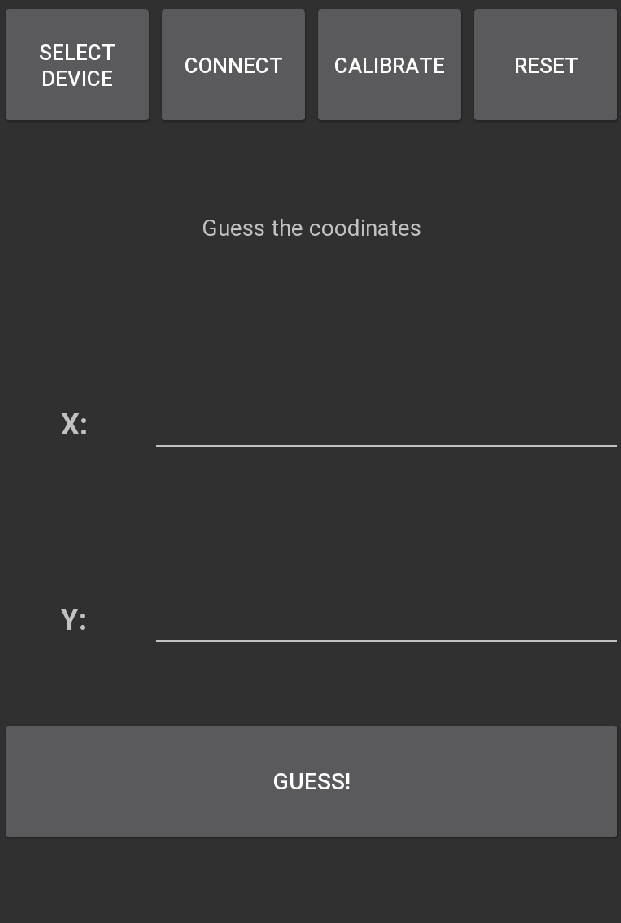 SELECT
DEVICE
CONNECT
CALIBRATE
RESET
Guess the coodinates
X:
Y:
GUESS!